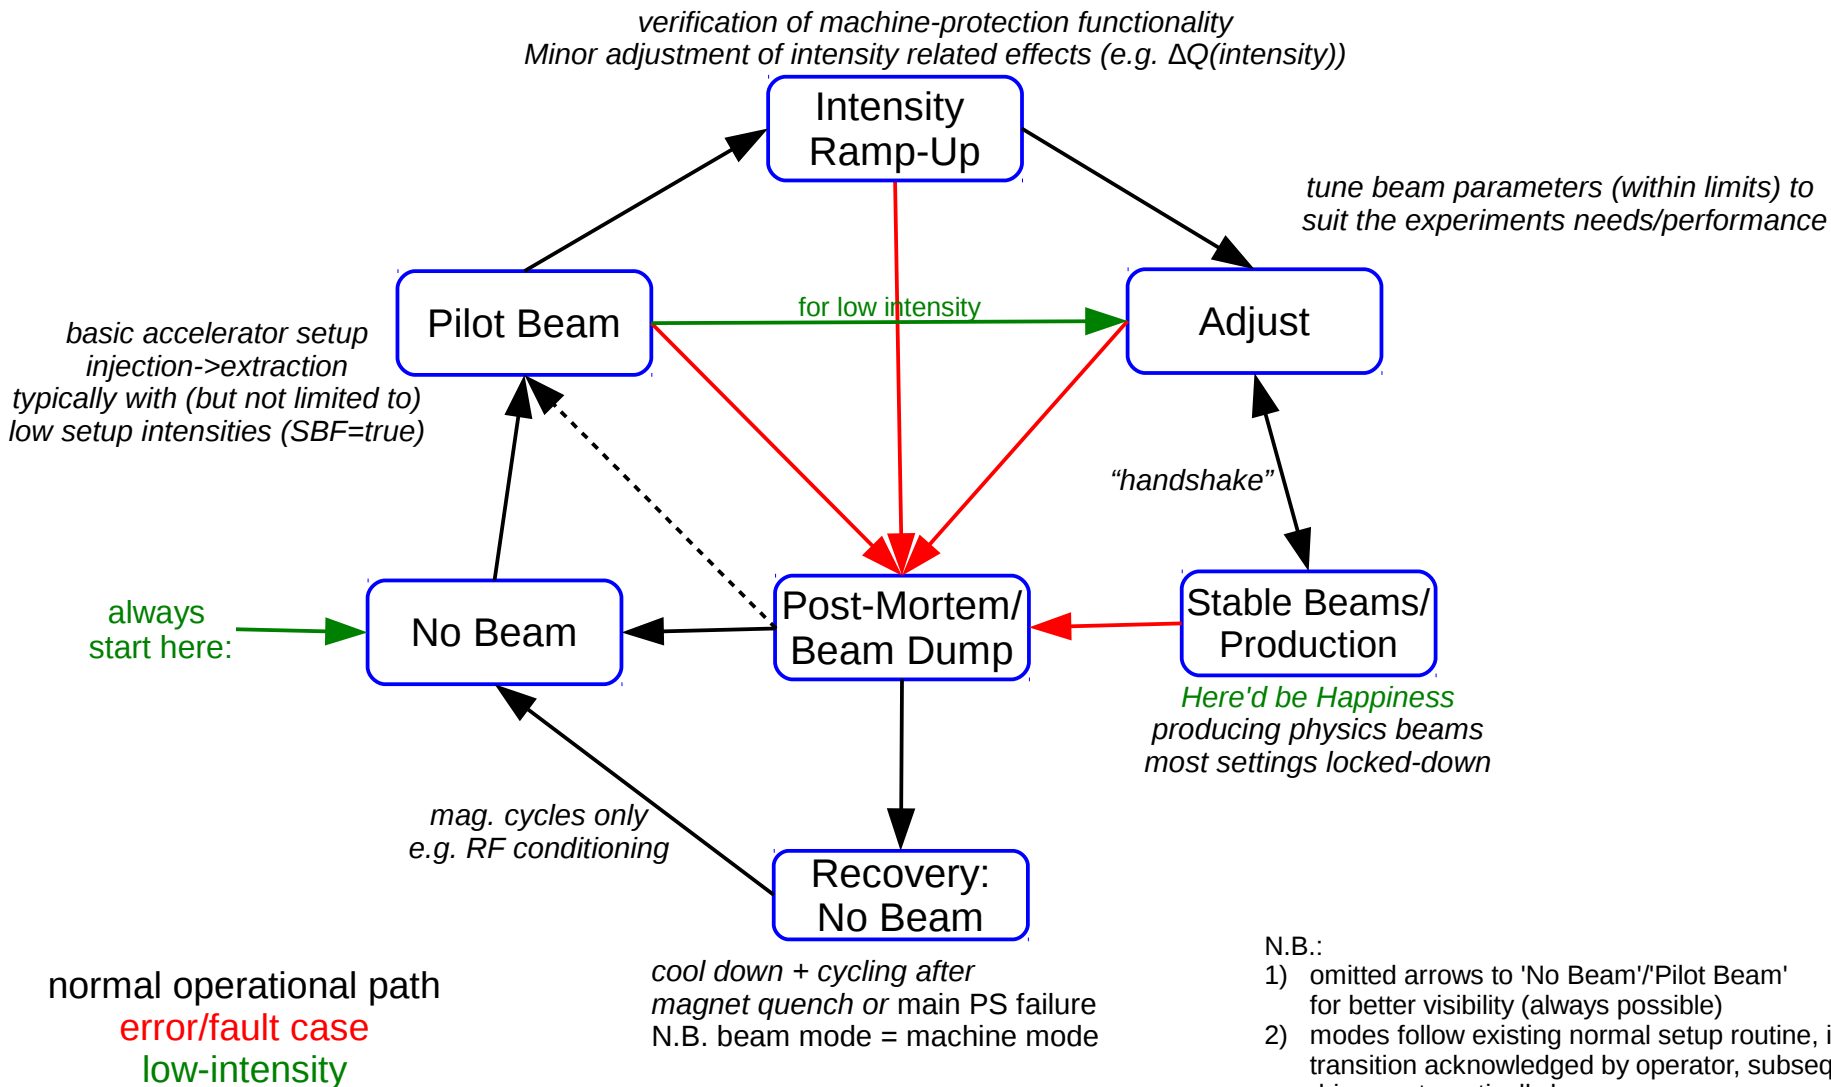 verification of machine-protection functionality
Minor adjustment of intensity related effects (e.g. ΔQ(intensity))
Intensity
Ramp-Up
tune beam parameters (within limits) to
suit the experiments needs/performance
Pilot Beam
for low intensity
Adjust
basic accelerator setup
injection->extraction
typically with (but not limited to)
low setup intensities (SBF=true)
“handshake”
always
start here:
No Beam
Post-Mortem/
Beam Dump
Stable Beams/
Production
Here'd be Happiness
producing physics beams
most settings locked-down
mag. cycles only
e.g. RF conditioning
Recovery:
No Beam
cool down + cycling after
magnet quench or main PS failure
N.B. beam mode = machine mode
normal operational path
error/fault case
low-intensity
N.B.:
1) omitted arrows to 'No Beam'/'Pilot Beam'
for better visibility (always possible)
2) modes follow existing normal setup routine,
transition acknowledged by operator,